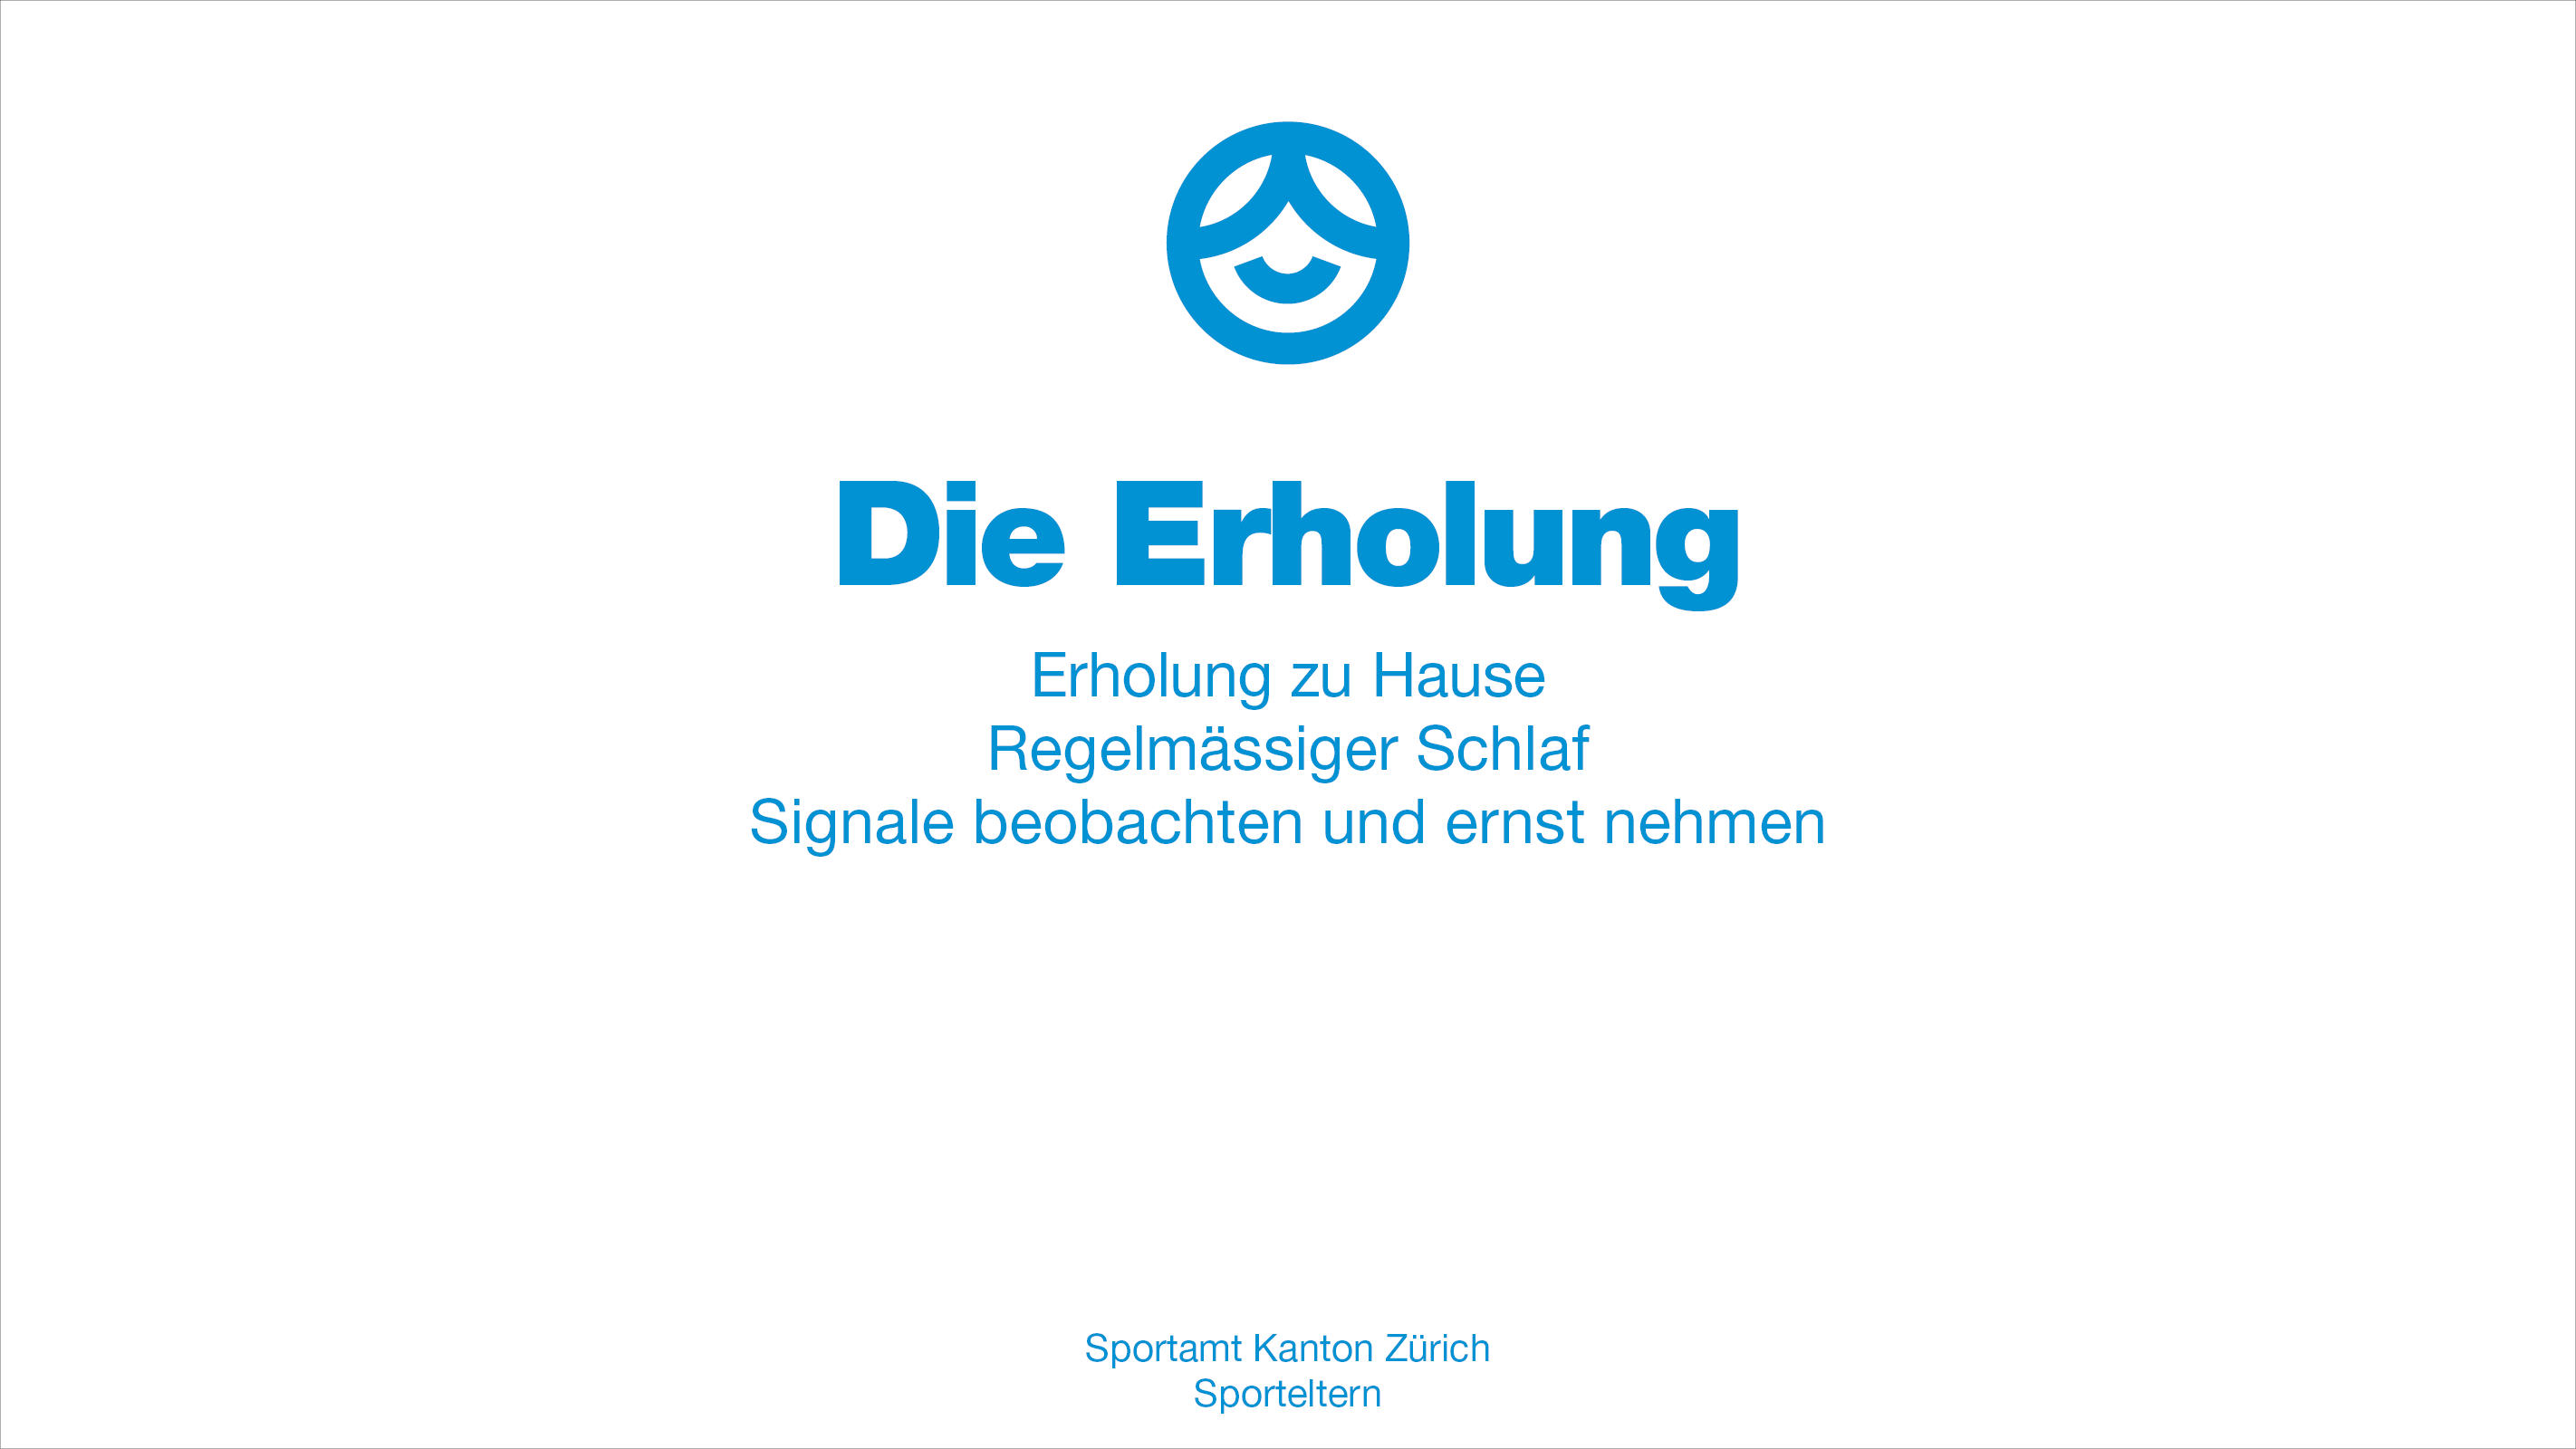 Die Erholung
Erholung zu Hause
Regelmässiger Schlaf
Signale beobachten und ernst nehmen
Sportamt Kanton Zürich
Sporteltern